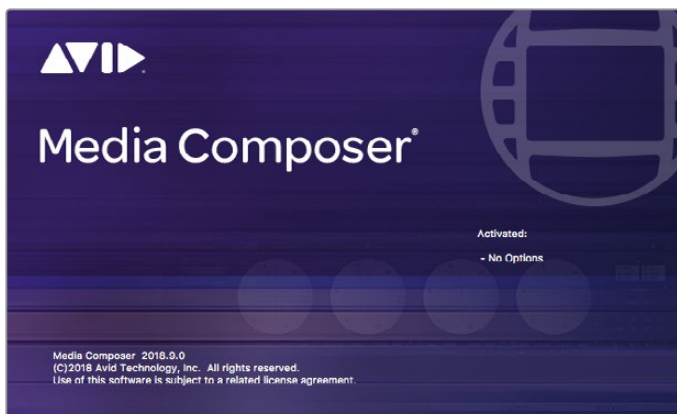 AVID
Media Composer®
Activated:
- No Options
Media Composer 2018.9.0
(C)2018 Avid Technology, Inc. All rights reserved.
Use of this software is subject to a related license agreement.